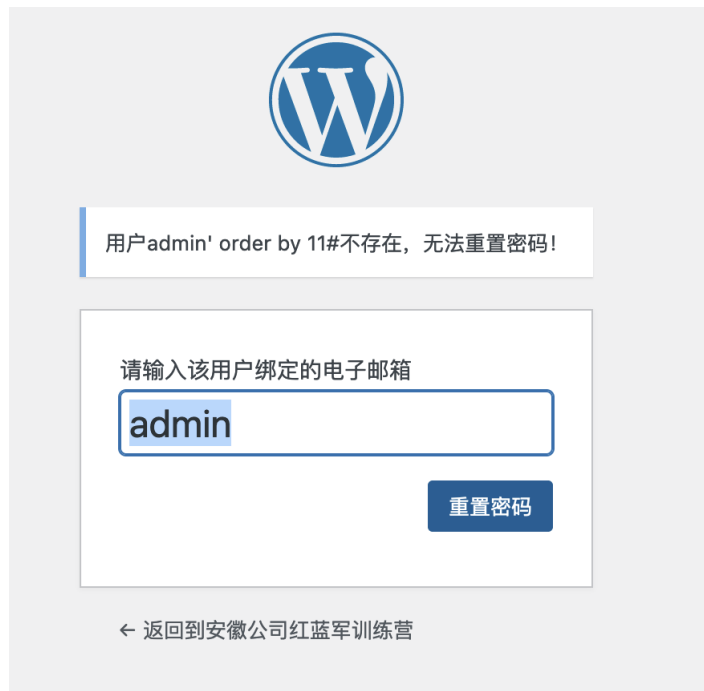 用户admin' order by 11#不存在，无法重置密码！
请输入该用户绑定的电子邮箱
admin
重置密码
← 返回到安徽公司红蓝军训练营